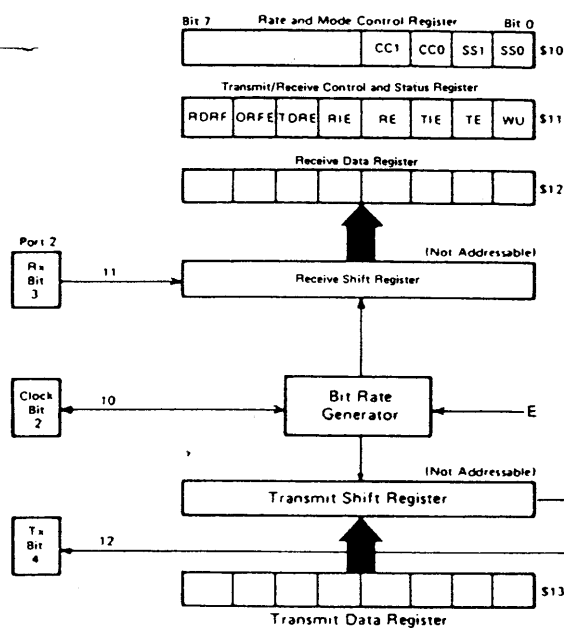 Bit 7 Rate and Mode Control Register Bit 0
CC1 CC0 SS1 SS0 $10
Transmit/Receive Control and Status Register
RDRF ORFE TDRE RIE RE TIE TE WU $11
Receive Data Register
$12
Port 2
(Not Addressable)
Rx
Bit
3
11
Receive Shift Register
Clock
Bit
2
10
Bit Rate
Generator
E
(Not Addressable)
Transmit Shift Register
Tx
Bit
4
12
$13
Transmit Data Register